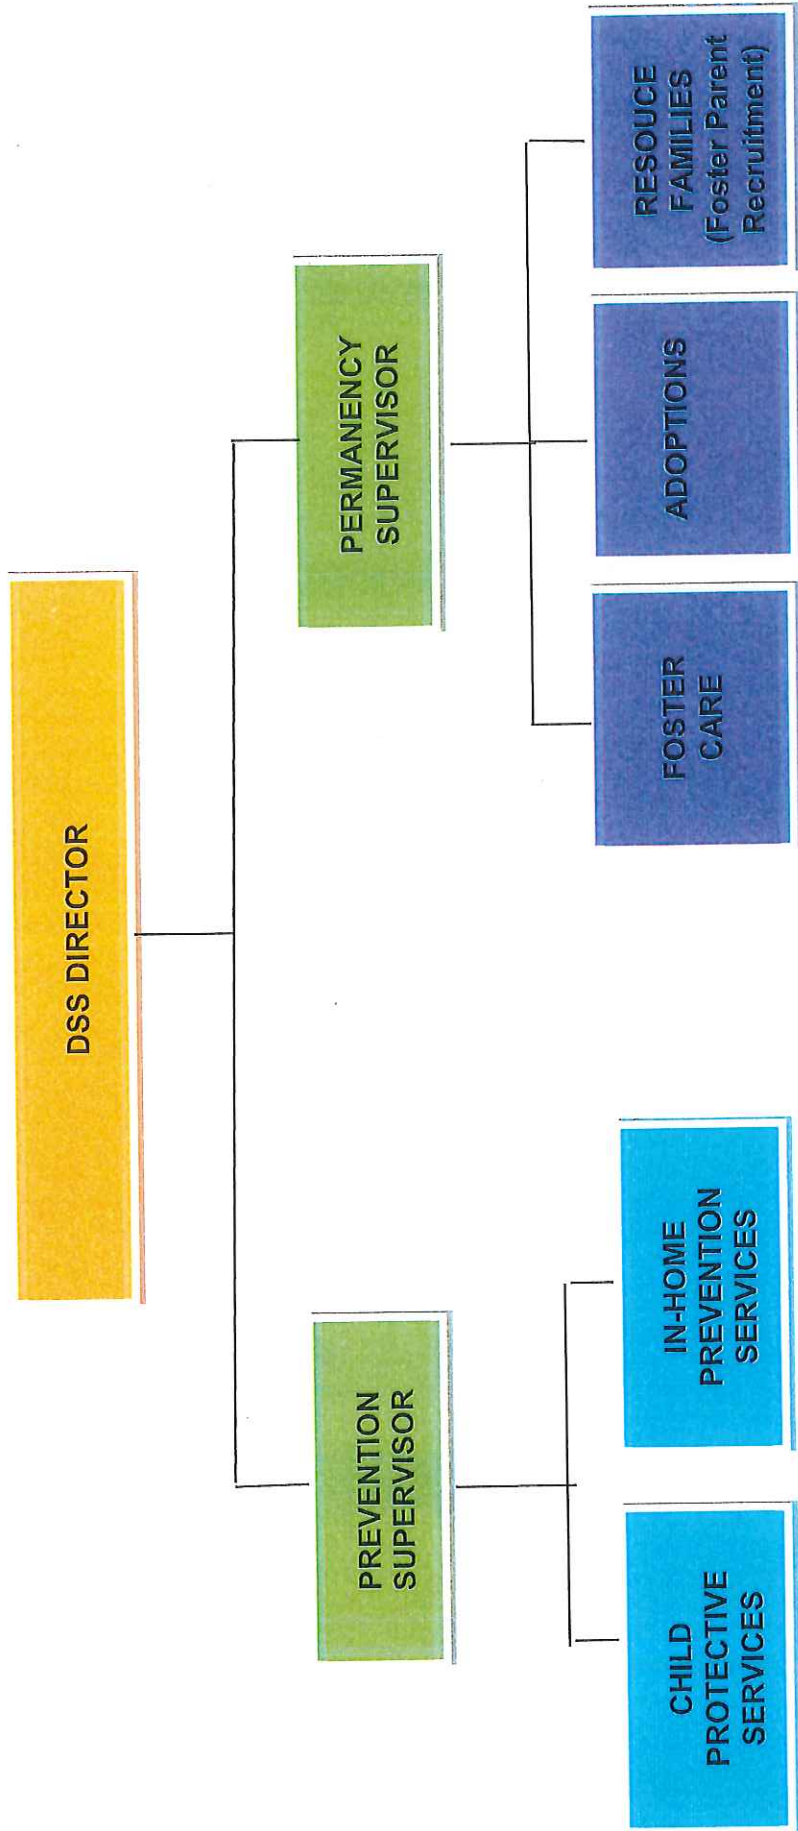 DSS DIRECTOR
PREVENTION
SUPERVISOR
PERMANENCY
SUPERVISOR
CHILD
PROTECTIVE
SERVICES
IN-HOME
PREVENTION
SERVICES
FOSTER
CARE
ADOPTIONS
RESOUCE
FAMILIES
(Foster Parent
Recruitment)